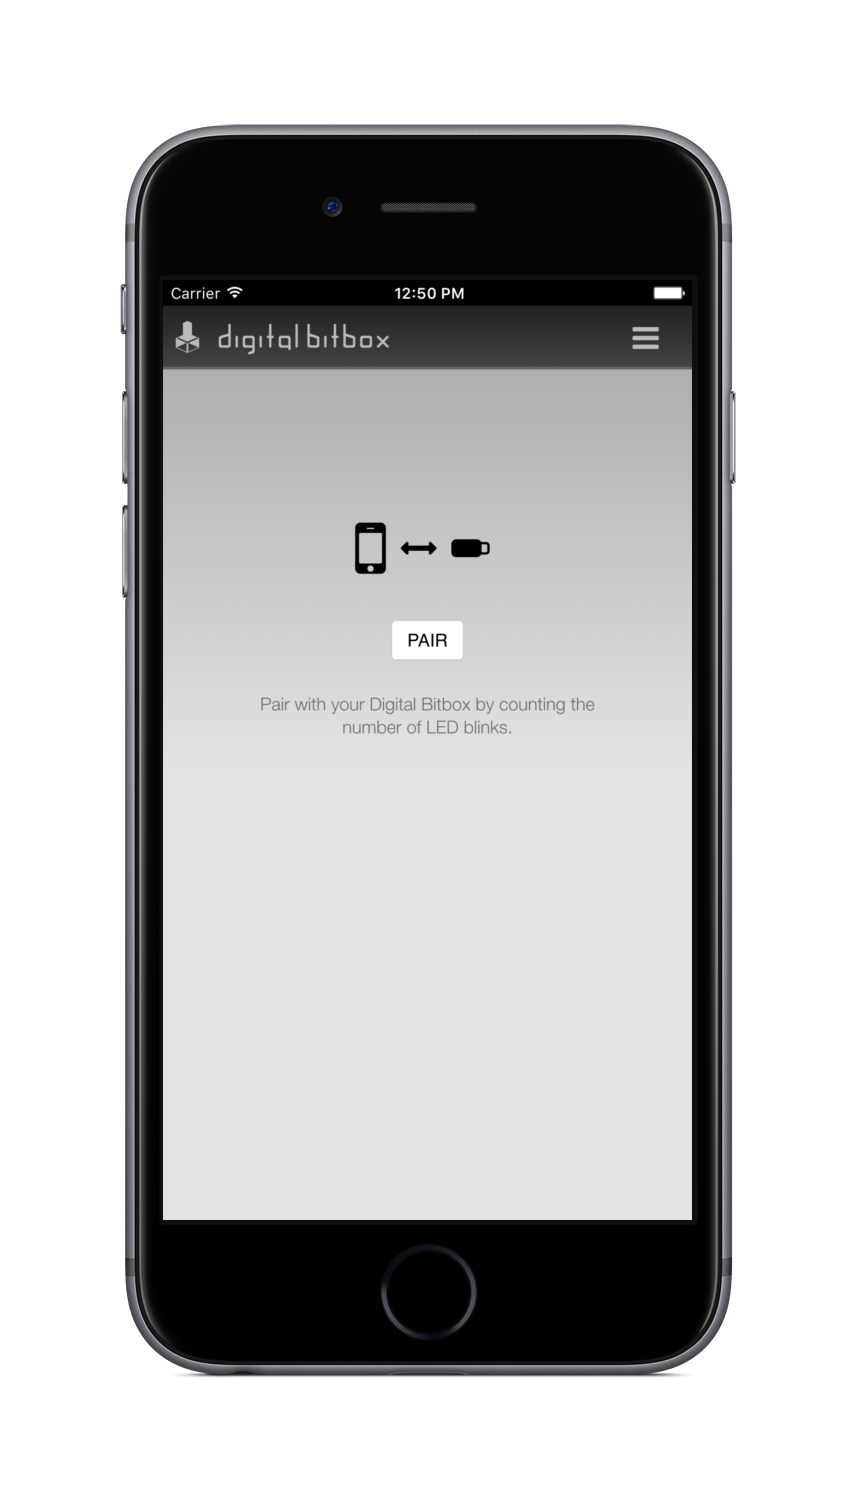 Carrier
12:50 PM
digital bitbox
PAIR
Pair with your Digital Bitbox by counting the
number of LED blinks.